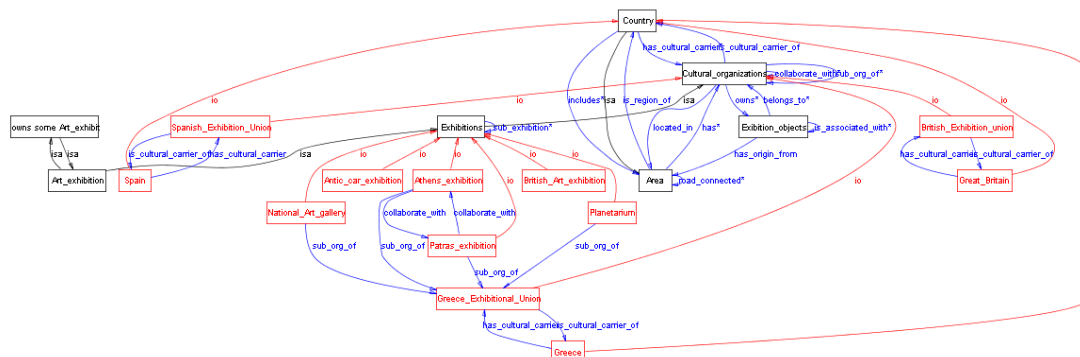 Country
has_cultural_carrier
is_cultural_carrier_of
Cultural_organizations
collaborate_with*
sub_org_of*
io
io
includes*
isa
is_region_of
isa
owns*
belongs_to*
io
io
owns some Art_exhibit
Spanish_Exhibition_Union
Exhibitions
sub_exhibition*
located_in
has*
Exibition_objects
is_associated_with*
British_Exhibition_union
isa
isa
is_cultural_carrier_of
has_cultural_carrier
isa
io
io
io
io
io
has_origin_from
has_cultural_carrier
is_cultural_carrier_of
Art_exhibition
Spain
Antic_car_exhibition
Athens_exhibition
British_Art_exhibition
Area
road_connected*
Great_Britain
io
National_Art_gallery
collaborate_with
collaborate_with
Planetarium
sub_org_of
sub_org_of
Patras_exhibition
sub_org_of
sub_org_of
Greece_Exhibitional_Union
has_cultural_carrier
is_cultural_carrier_of
Greece